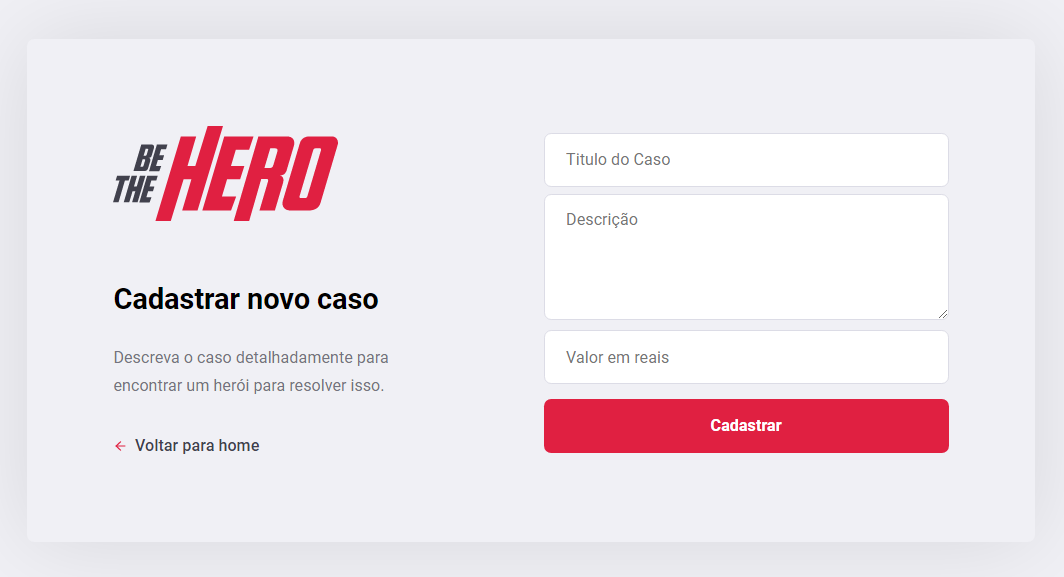 BE
THE HERO
Cadastrar novo caso
Descreva o caso detalhadamente para
encontrar um herói para resolver isso.
Voltar para home
Titulo do Caso
Descrição
Valor em reais
Cadastrar